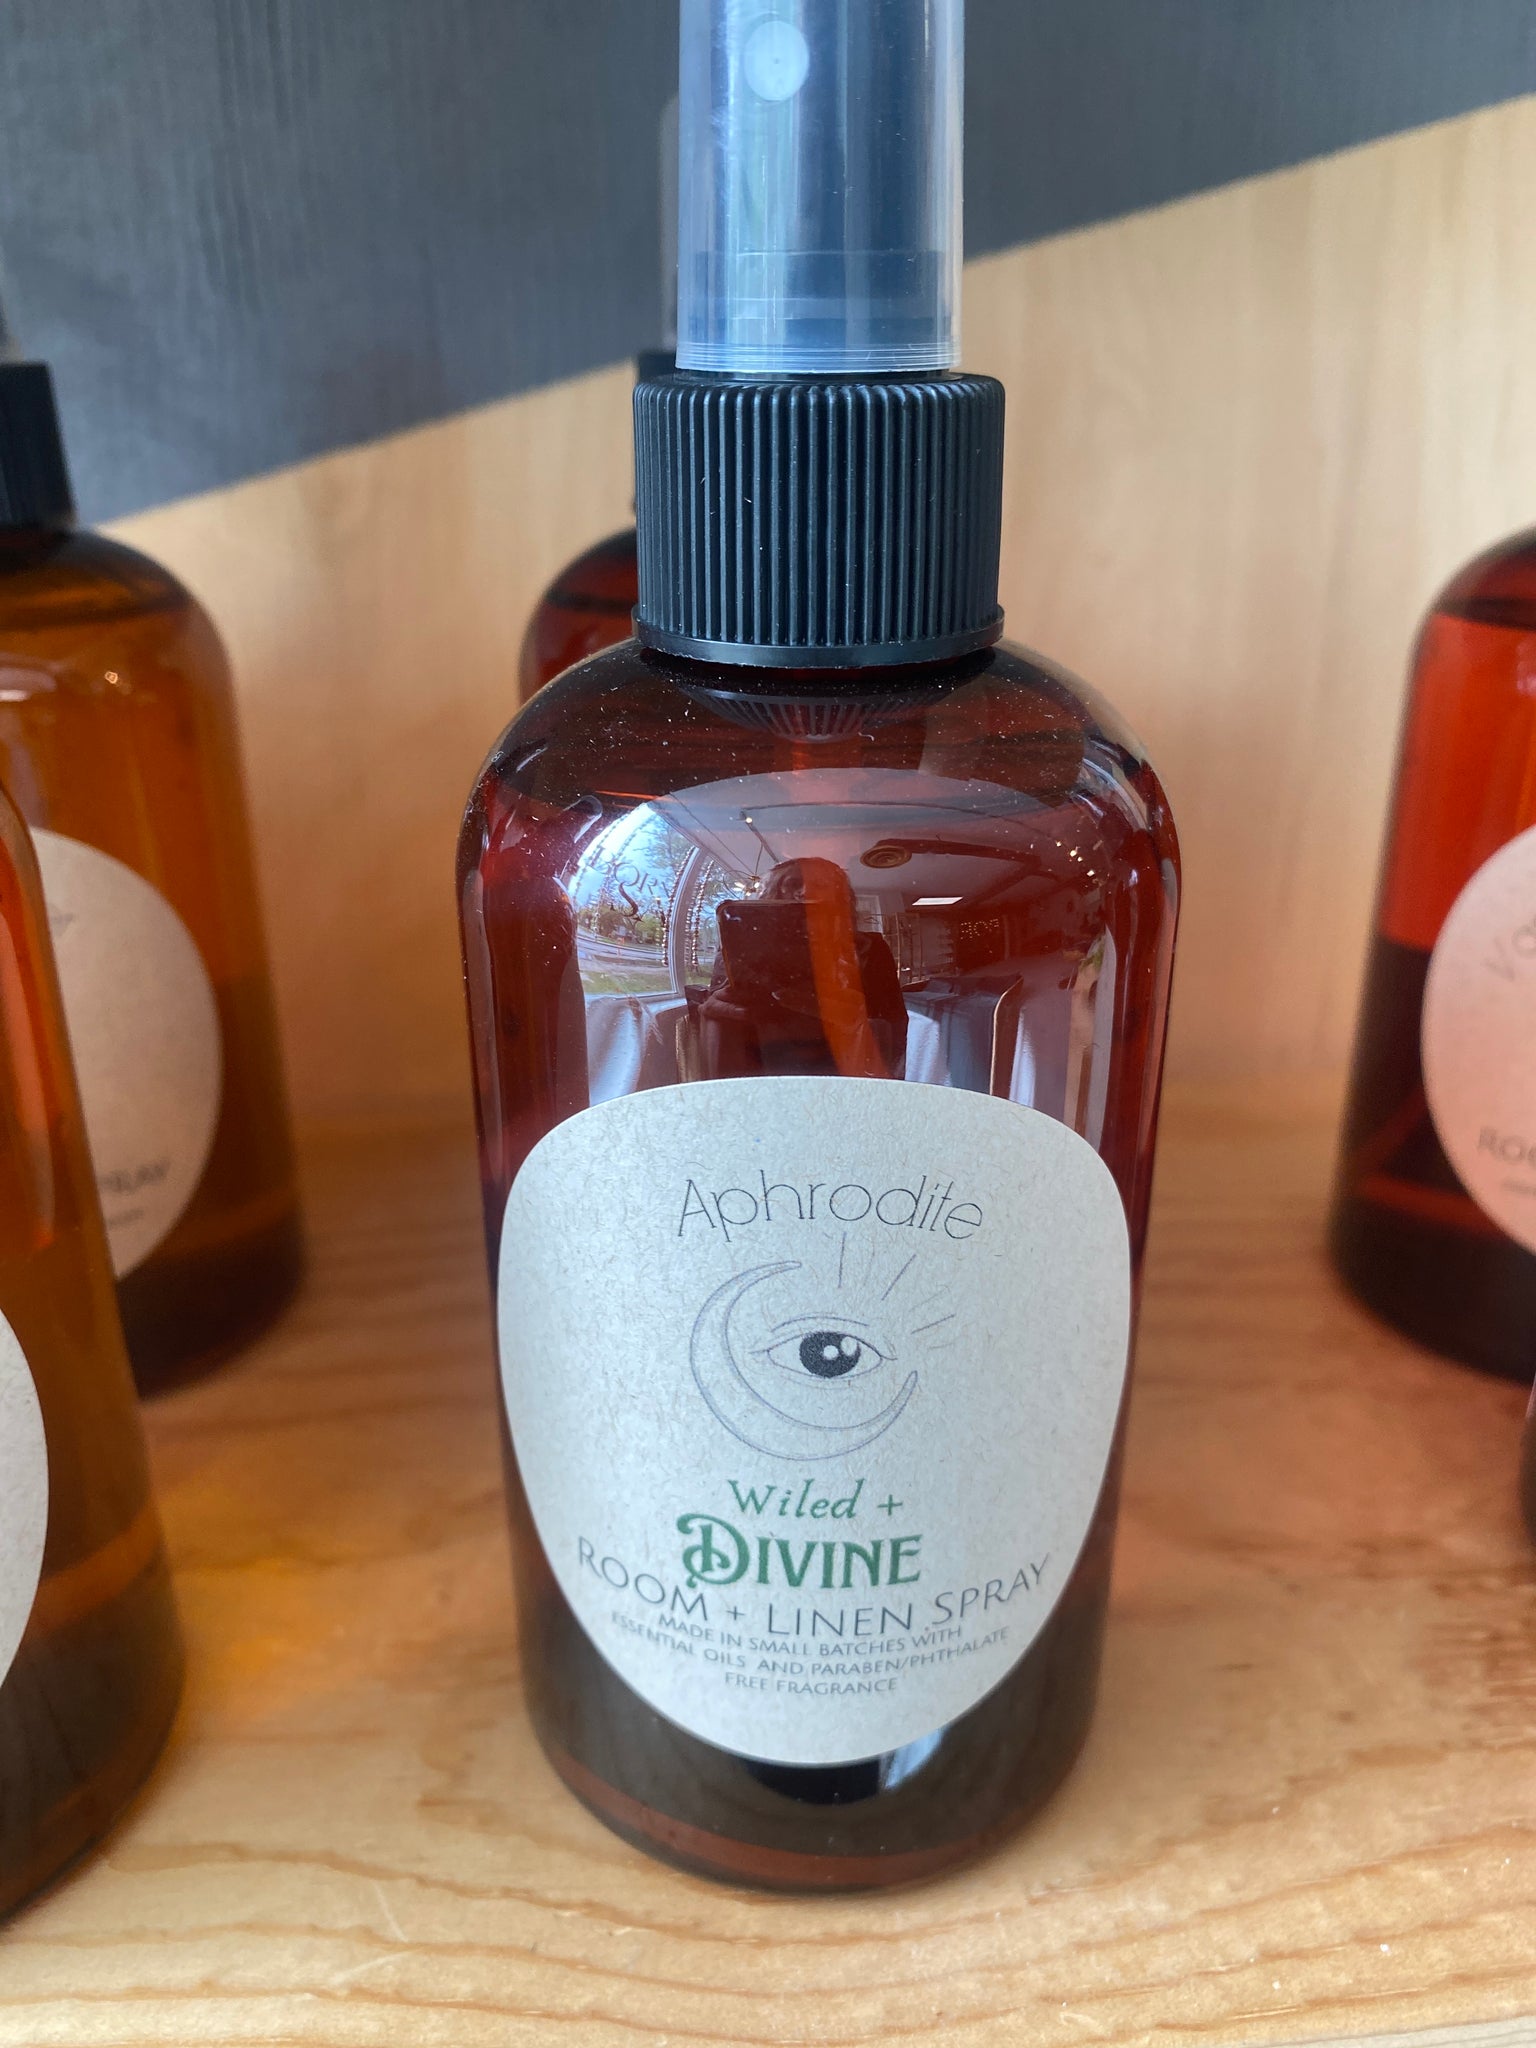 Aphrodite
Wiled +
DIVINE
ROOM + LINEN SPRAY
MADE IN SMALL BATCHES WITH
ESSENTIAL OILS AND PARABEN/PHTHALATE
FREE FRAGRANCE